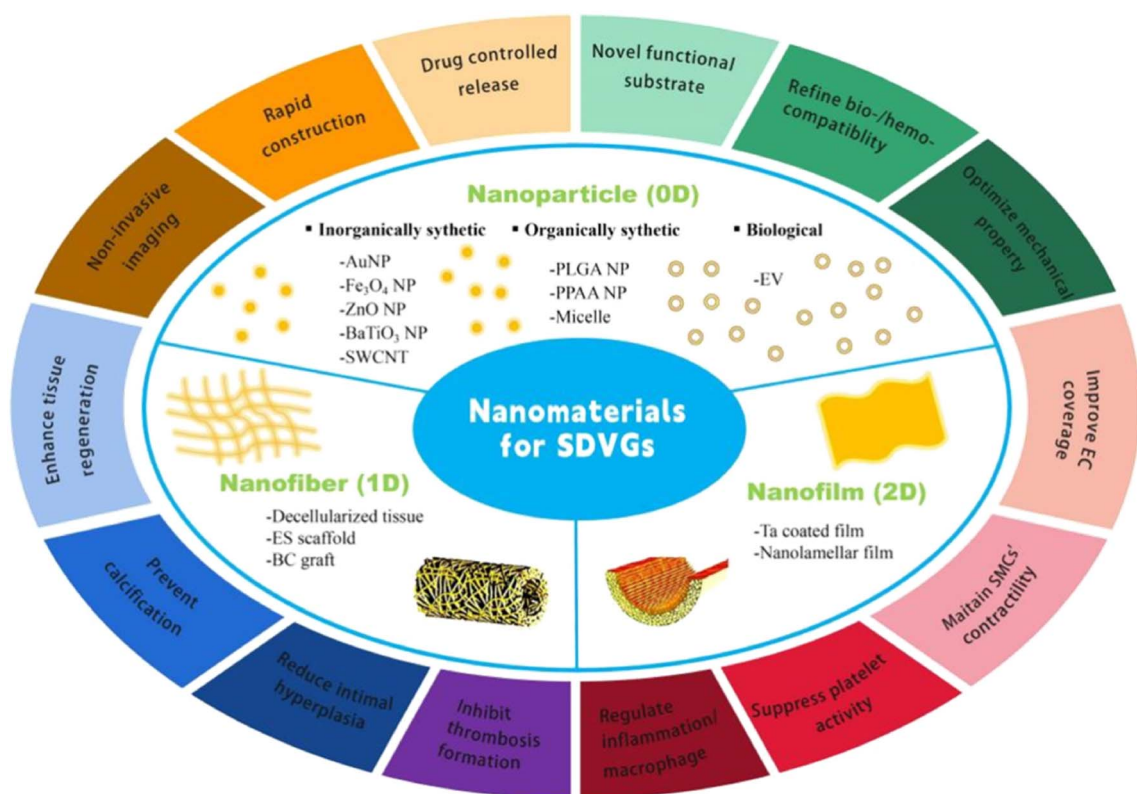 Drug controlled
release
Novel functional
substrate
Refine bio-/hemo-
compatiblity
Optimize mechanical
property
Improve EC
coverage
Maitain SMCs'
contractility
Suppress platelet
activity
Regulate
inflammation/
macrophage
Inhibit
thrombosis
formation
Reduce intimal
hyperplasia
Prevent
calcification
Enhance tissue
regeneration
Non-invasive
imaging
Rapid
construction
Nanoparticle (0D)
▪ Inorganically sythetic
-AuNP
-Fe₃O₄ NP
-ZnO NP
-BaTiO₃ NP
-SWCNT
▪ Organically sythetic
-PLGA NP
-PPAA NP
-Micelle
▪ Biological
-EV
Nanomaterials
for SDVGs
Nanofiber (1D)
-Decellularized tissue
-ES scaffold
-BC graft
Nanofilm (2D)
-Ta coated film
-Nanolamellar film